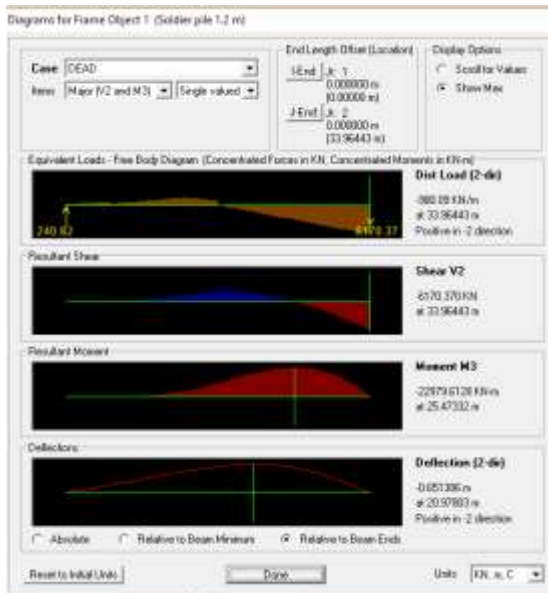 Diagrams for Frame Object 1 (Soldier pile 1.2 m)
Case DEAD
Items Major (V2 and M3) Single valued
End Length Offset (Location)
I-End Jt: 1
0.000000 m
(0.00000 m)
J-End Jt: 2
0.000000 m
(33.96443 m)
Display Options
Scroll for Values
Show Max
Equivalent Loads - Free Body Diagram (Concentrated Forces in KN, Concentrated Moments in KN-m)
240.62
6170.37
Dist Load (2-dir)
-980.09 KN/m
at 33.96443 m
Positive in -2 direction
Resultant Shear
Shear V2
-6170.370 KN
at 33.96443 m
Resultant Moment
Moment M3
-22979.6128 KN-m
at 25.47332 m
Deflections
Deflection (2-dir)
-0.651386 m
at 20.97803 m
Positive in -2 direction
Absolute Relative to Beam Minimum Relative to Beam Ends
Reset to Initial Units Done Units KN, m, C